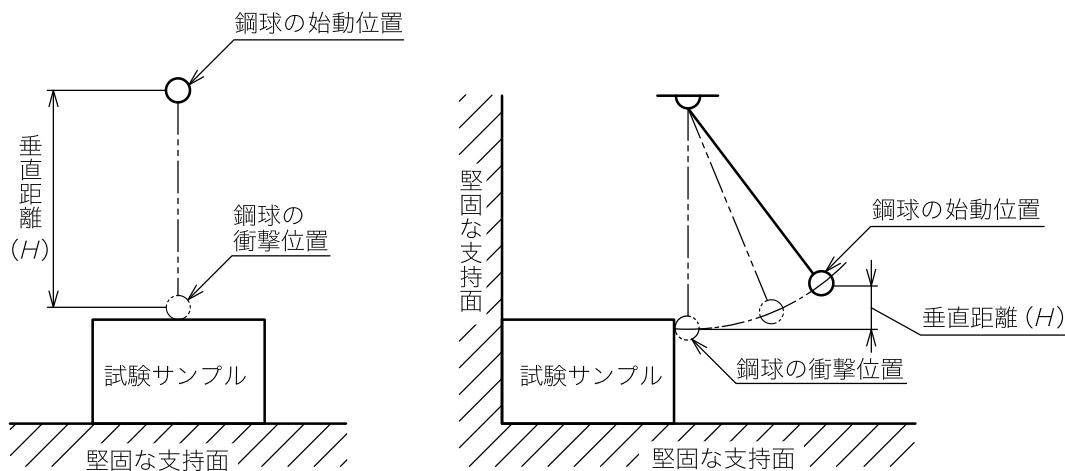 鋼球の始動位置
垂直距離
(H)
鋼球の
衝撃位置
試験サンプル
堅固な支持面
堅固な支持面
鋼球の始動位置
垂直距離(H)
鋼球の衝撃位置
試験サンプル
堅固な支持面